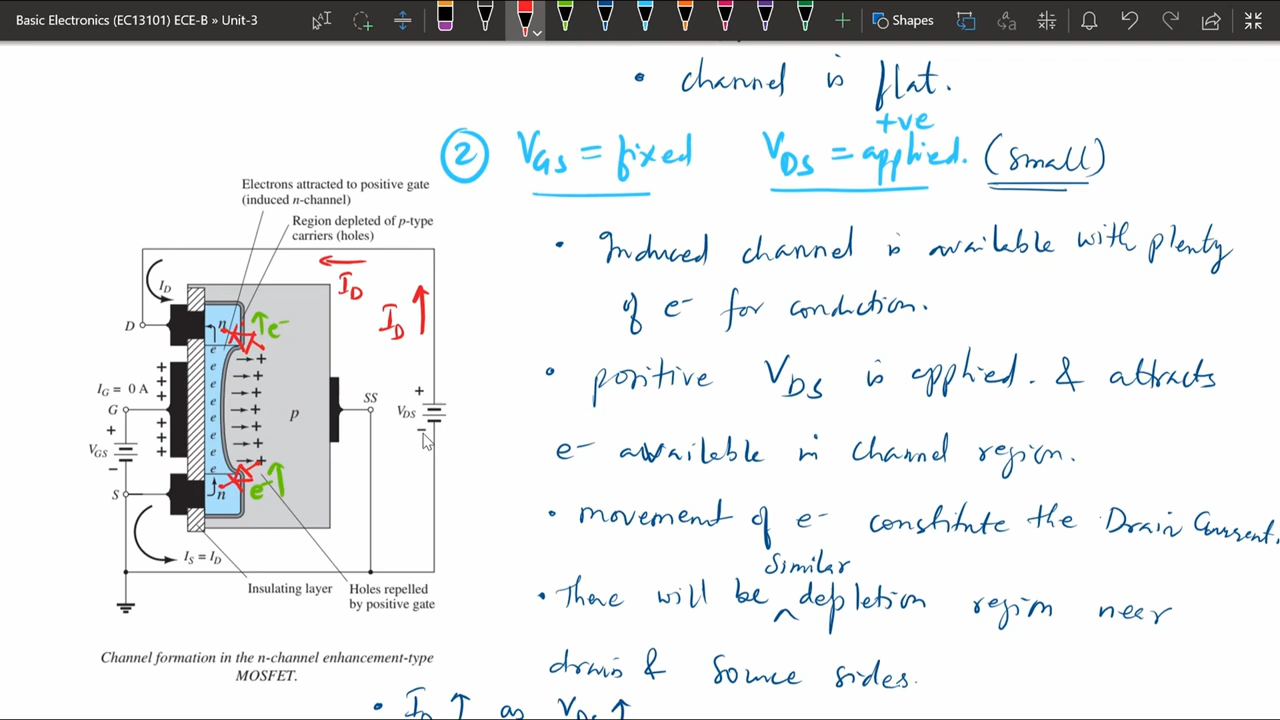 Basic Electronics (EC13101) ECE-B » Unit-3
Shapes
• channel is flat.
+ve
② VGS = fixed VDS = applied. (small)
Electrons attracted to positive gate
(induced n-channel)
Region depleted of p-type
carriers (holes)
• Induced channel is available with plenty
of e- for conduction.
ID
ID
ID
D
n
e-
e
e
e
e
e
e
e
e
+
+
+
+
+
+
+
+
+
+
+
+
+
+
IG = 0 A
G
+
VGS
−
S
n
e-
p
SS
+
VDS
−
• positive VDS is applied. & attracts
e- available in channel region.
• movement of e- constitute the Drain Current.
similar
• There will be ^ depletion region near
drain & source sides.
IS = ID
Insulating layer
Holes repelled
by positive gate
Channel formation in the n-channel enhancement-type
MOSFET.
• ID ↑ as VDS ↑